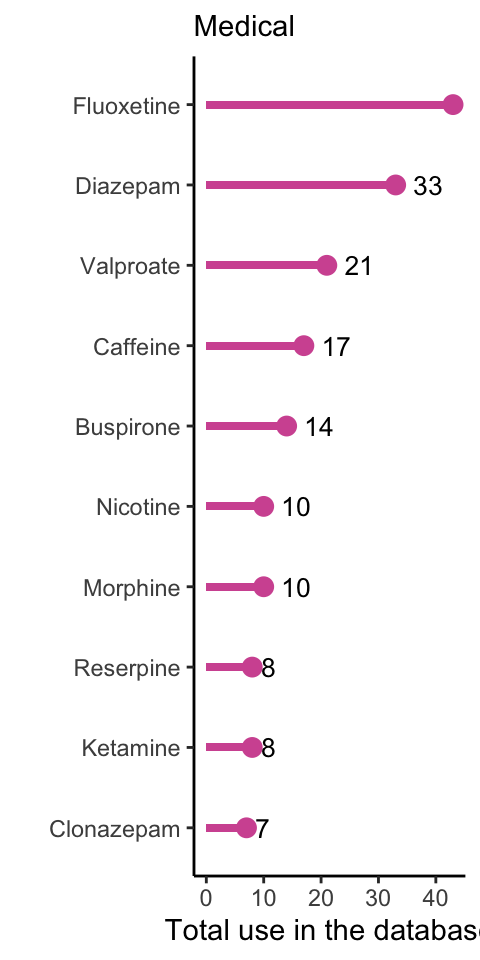 Medical
Fluoxetine
Diazepam 33
Valproate 21
Caffeine 17
Buspirone 14
Nicotine 10
Morphine 10
Reserpine 8
Ketamine 8
Clonazepam 7
0 10 20 30 40
Total use in the database